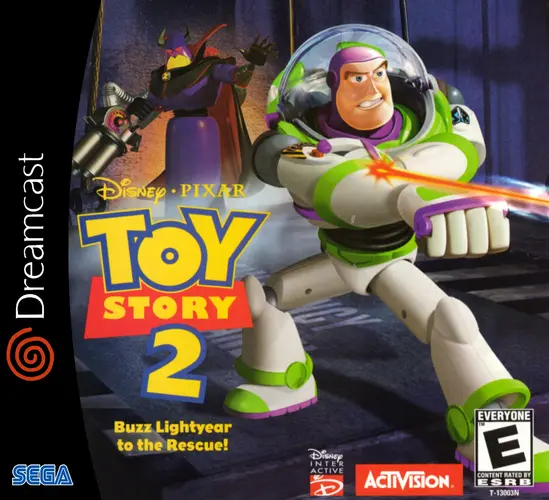 Dreamcast
SEGA
Disney · PIXAR
TOY
STORY
2
Buzz Lightyear
to the Rescue!
Disney
INTER
ACTIVE
D
ACTIVISION.
EVERYONE
TM
E
CONTENT RATED BY
ESRB
T-13003N